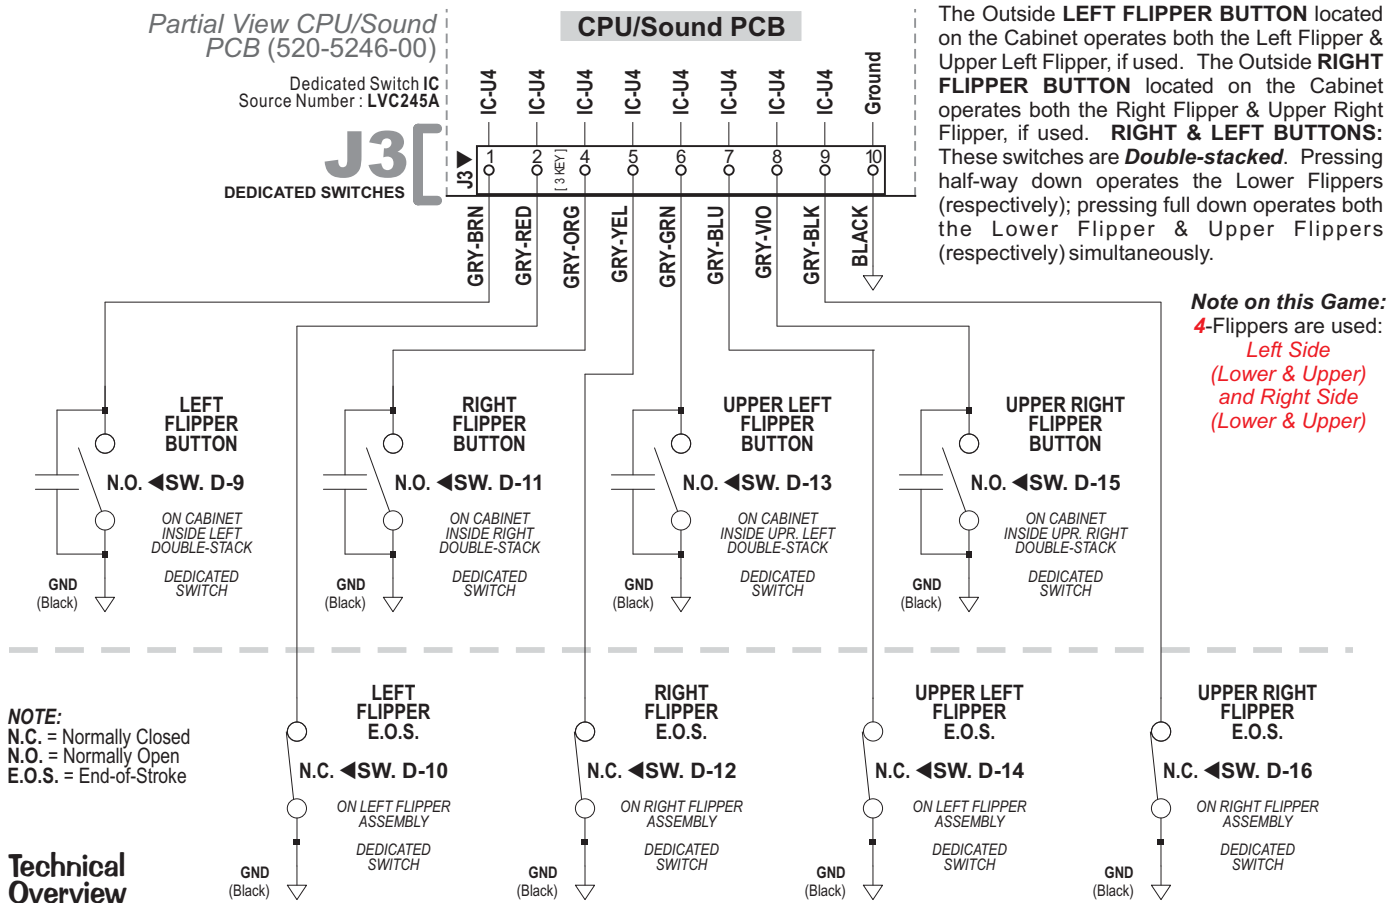 Partial View CPU/Sound
PCB (520-5246-00)
Dedicated Switch IC
Source Number : LVC245A
J3
DEDICATED SWITCHES
CPU/Sound PCB
IC-U4
IC-U4
IC-U4
IC-U4
IC-U4
IC-U4
IC-U4
IC-U4
Ground
J3
1
2
[ 3 KEY ]
4
5
6
7
8
9
10
GRY-BRN
GRY-RED
GRY-ORG
GRY-YEL
GRY-GRN
GRY-BLU
GRY-VIO
GRY-BLK
BLACK
The Outside LEFT FLIPPER BUTTON located
on the Cabinet operates both the Left Flipper &
Upper Left Flipper, if used. The Outside RIGHT
FLIPPER BUTTON located on the Cabinet
operates both the Right Flipper & Upper Right
Flipper, if used. RIGHT & LEFT BUTTONS:
These switches are Double-stacked. Pressing
half-way down operates the Lower Flippers
(respectively); pressing full down operates both
the Lower Flipper & Upper Flippers
(respectively) simultaneously.
Note on this Game:
4-Flippers are used:
Left Side
(Lower & Upper)
and Right Side
(Lower & Upper)
LEFT
FLIPPER
BUTTON
N.O. ◄SW. D-9
ON CABINET
INSIDE LEFT
DOUBLE-STACK
DEDICATED
SWITCH
GND
(Black)
RIGHT
FLIPPER
BUTTON
N.O. ◄SW. D-11
ON CABINET
INSIDE RIGHT
DOUBLE-STACK
DEDICATED
SWITCH
GND
(Black)
UPPER LEFT
FLIPPER
BUTTON
N.O. ◄SW. D-13
ON CABINET
INSIDE UPR. LEFT
DOUBLE-STACK
DEDICATED
SWITCH
GND
(Black)
UPPER RIGHT
FLIPPER
BUTTON
N.O. ◄SW. D-15
ON CABINET
INSIDE UPR. RIGHT
DOUBLE-STACK
DEDICATED
SWITCH
GND
(Black)
NOTE:
N.C. = Normally Closed
N.O. = Normally Open
E.O.S. = End-of-Stroke
LEFT
FLIPPER
E.O.S.
N.C. ◄SW. D-10
ON LEFT FLIPPER
ASSEMBLY
DEDICATED
SWITCH
GND
(Black)
RIGHT
FLIPPER
E.O.S.
N.C. ◄SW. D-12
ON RIGHT FLIPPER
ASSEMBLY
DEDICATED
SWITCH
GND
(Black)
UPPER LEFT
FLIPPER
E.O.S.
N.C. ◄SW. D-14
ON LEFT FLIPPER
ASSEMBLY
DEDICATED
SWITCH
GND
(Black)
UPPER RIGHT
FLIPPER
E.O.S.
N.C. ◄SW. D-16
ON RIGHT FLIPPER
ASSEMBLY
DEDICATED
SWITCH
GND
(Black)
Technical
Overview